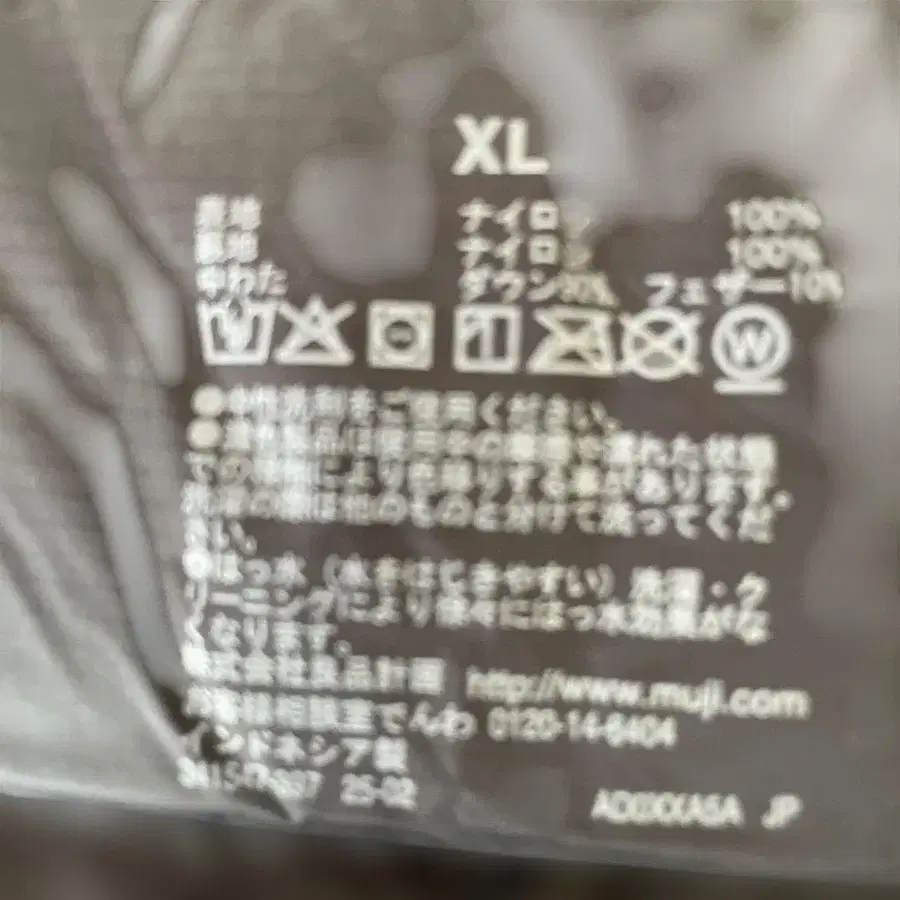 XL
表地 ナイロン 100%
裏地 ナイロン 100%
中わた ダウン90% フェザー10%
W
●中性洗剤をご使用ください。
●濃色製品は使用中の摩擦や濡れた状態
での摩擦により色移りする事があります。
洗濯の際は他のものと分けて洗ってくだ
さい。
●はっ水（水をはじきやすい）洗濯・ク
リーニングにより徐々にはっ水効果がな
くなります。
株式会社良品計画 http://www.muji.com
お客様相談室でんわ 0120-14-6404
インドネシア製
25-02
JP